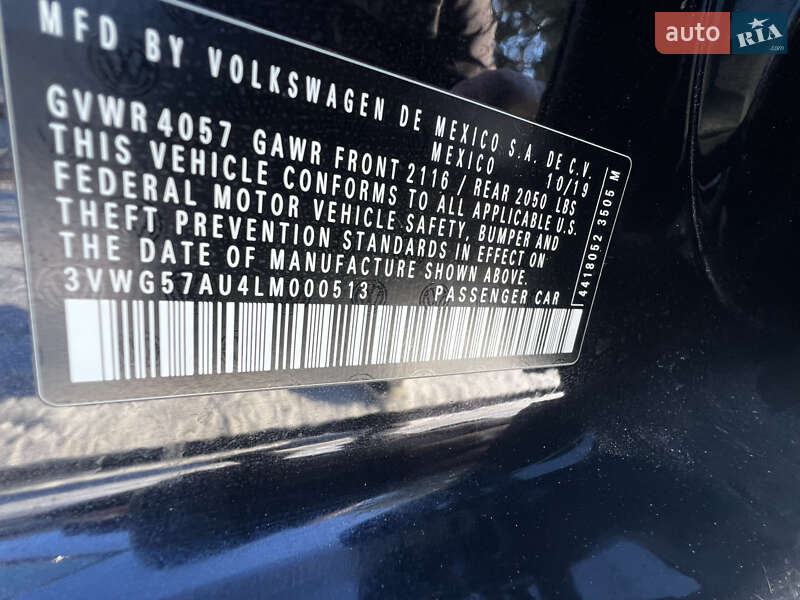 auto RIA
MFD BY VOLKSWAGEN DE MEXICO S.A. DE C.V.
MEXICO 10/19
GVWR 4057 GAWR FRONT 2116 / REAR 2050 LBS
THIS VEHICLE CONFORMS TO ALL APPLICABLE U.S.
FEDERAL MOTOR VEHICLE SAFETY, BUMPER AND
THEFT PREVENTION STANDARDS IN EFFECT ON
THE DATE OF MANUFACTURE SHOWN ABOVE.
3VWG57AU4LM000513 PASSENGER CAR
4418052 3505 M